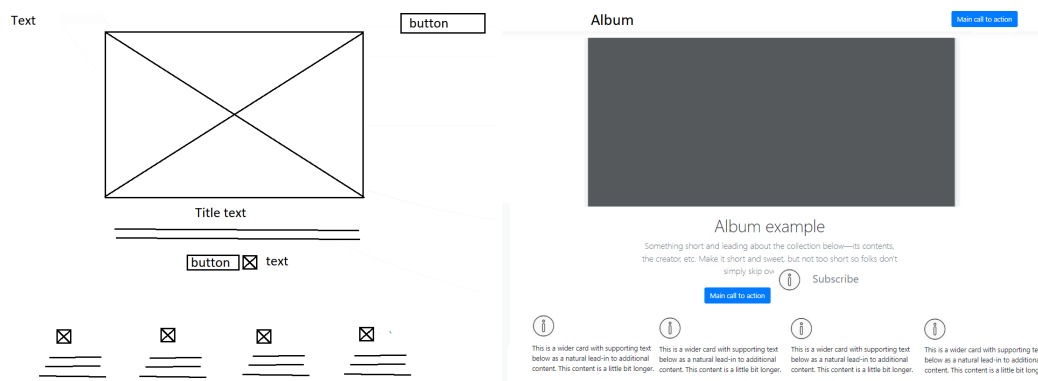 Text
button
Title text
button
text
Album
Main call to action
Album example
Something short and leading about the collection below—its contents,
the creator, etc. Make it short and sweet, but not too short so folks don't
simply skip
Subscribe
Main call to action
This is a wider card with supporting text
below as a natural lead-in to additional
content. This content is a little bit longer.
This is a wider card with supporting text
below as a natural lead-in to additional
content. This content is a little bit longer.
This is a wider card with supporting text
below as a natural lead-in to additional
content. This content is a little bit longer.
This is a wider card with supporting text
below as a natural lead-in to additional
content. This content is a little bit